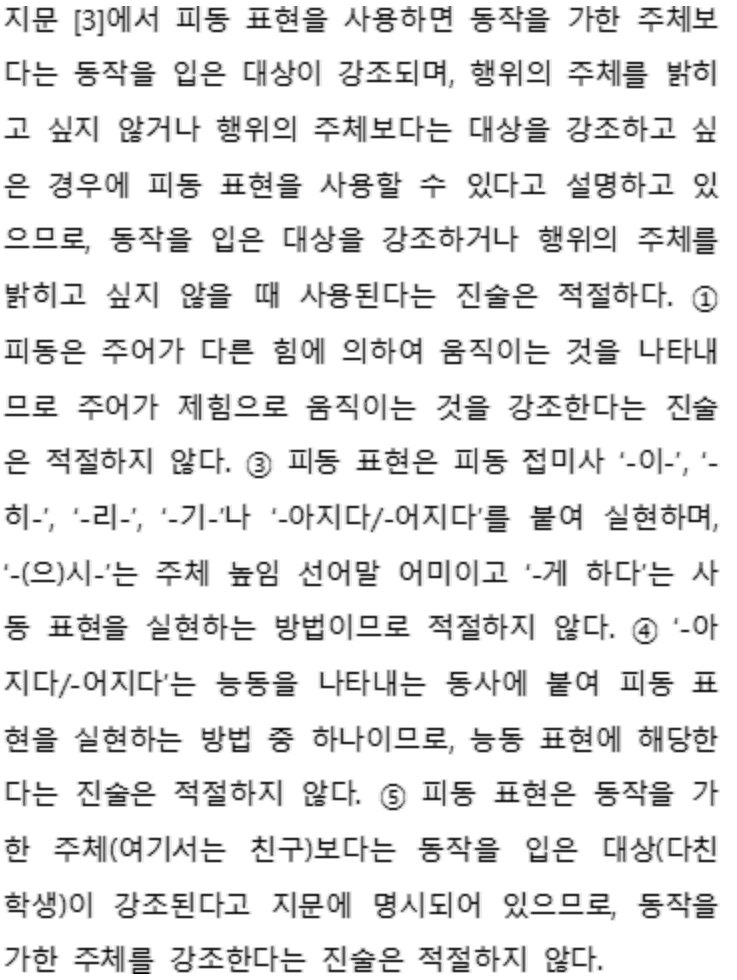 지문 [3]에서 피동 표현을 사용하면 동작을 가한 주체보
다는 동작을 입은 대상이 강조되며, 행위의 주체를 밝히
고 싶지 않거나 행위의 주체보다는 대상을 강조하고 싶
은 경우에 피동 표현을 사용할 수 있다고 설명하고 있
으므로, 동작을 입은 대상을 강조하거나 행위의 주체를
밝히고 싶지 않을 때 사용된다는 진술은 적절하다. ①
피동은 주어가 다른 힘에 의하여 움직이는 것을 나타내
므로 주어가 제힘으로 움직이는 것을 강조한다는 진술
은 적절하지 않다. ③ 피동 표현은 피동 접미사 '-이-', '-
히-', '-리-', '-기-'나 '-아지다/-어지다'를 붙여 실현하며,
'-(으)시-'는 주체 높임 선어말 어미이고 '-게 하다'는 사
동 표현을 실현하는 방법이므로 적절하지 않다. ④ '-아
지다/-어지다'는 능동을 나타내는 동사에 붙여 피동 표
현을 실현하는 방법 중 하나이므로, 능동 표현에 해당한
다는 진술은 적절하지 않다. ⑤ 피동 표현은 동작을 가
한 주체(여기서는 친구)보다는 동작을 입은 대상(다친
학생)이 강조된다고 지문에 명시되어 있으므로, 동작을
가한 주체를 강조한다는 진술은 적절하지 않다.